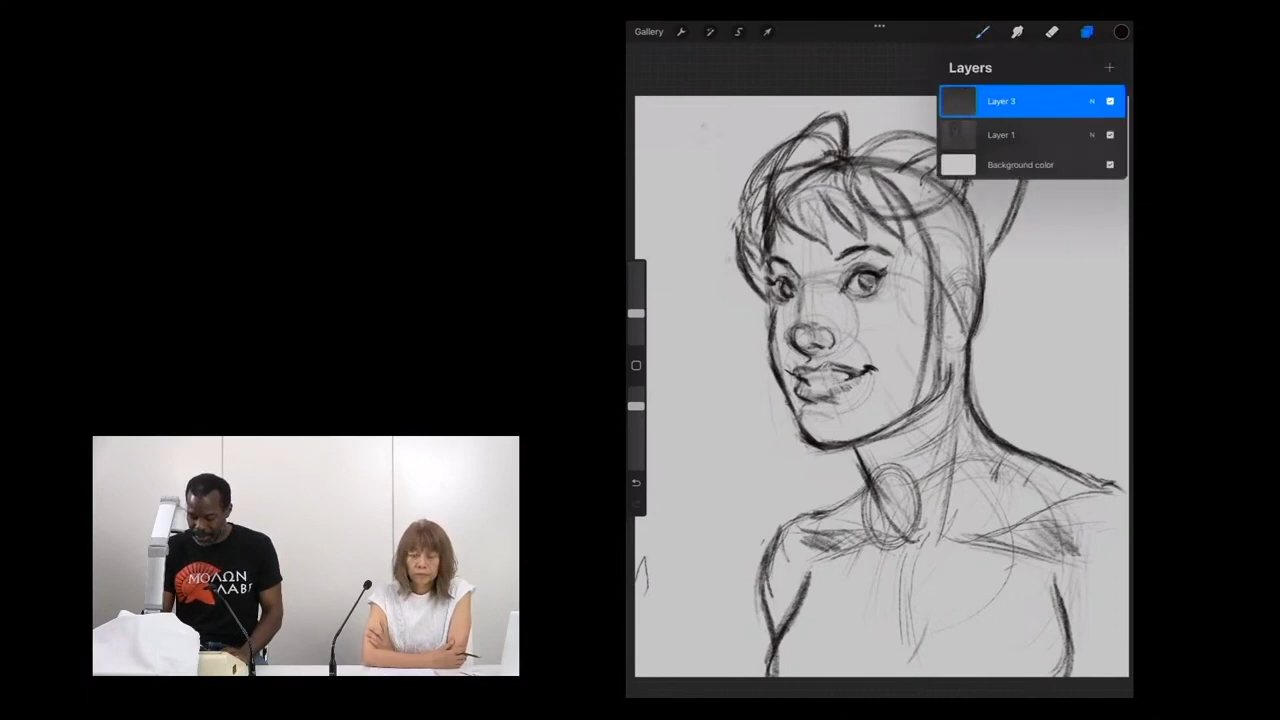 Gallery
Layers
Layer 3
N
Layer 1
N
Background color
ΜΟΛΩΝ
ΛΑΒΕ